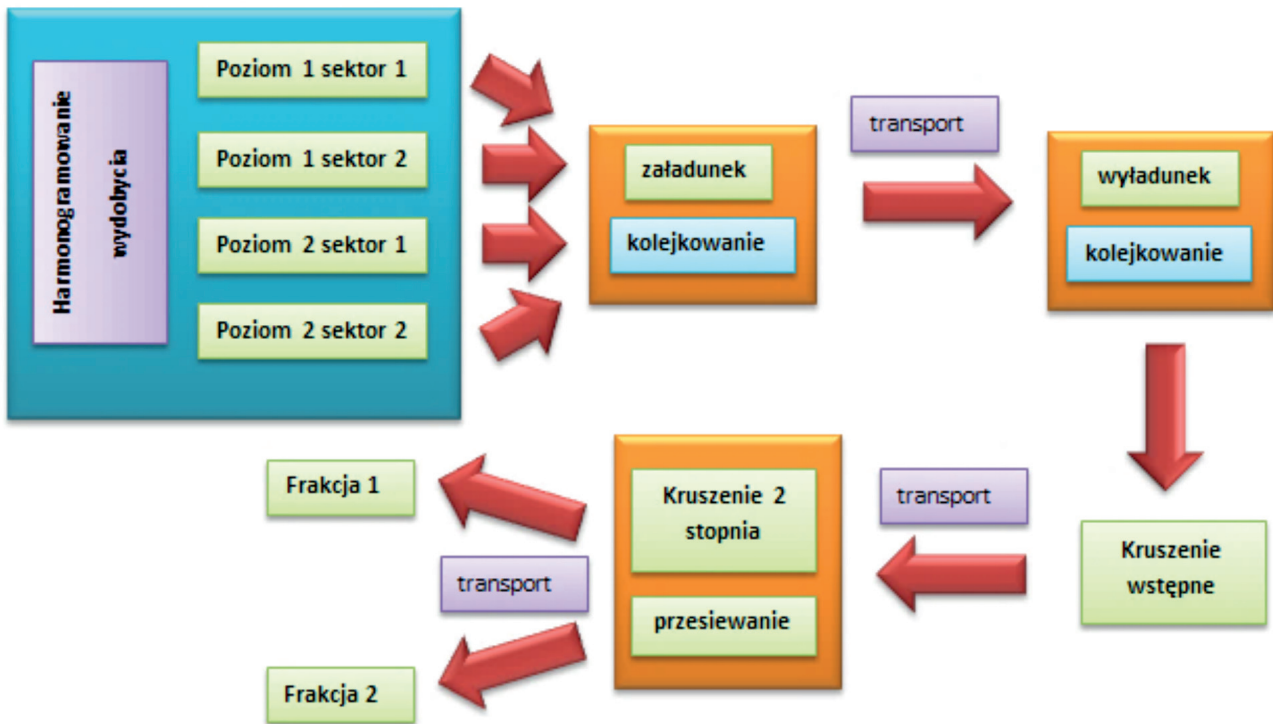 Harmonogramowanie
wydobycia
Poziom 1 sektor 1
Poziom 1 sektor 2
Poziom 2 sektor 1
Poziom 2 sektor 2
załadunek
kolejkowanie
transport
wyładunek
kolejkowanie
Kruszenie
wstępne
transport
Kruszenie 2
stopnia
przesiewanie
transport
Frakcja 1
Frakcja 2